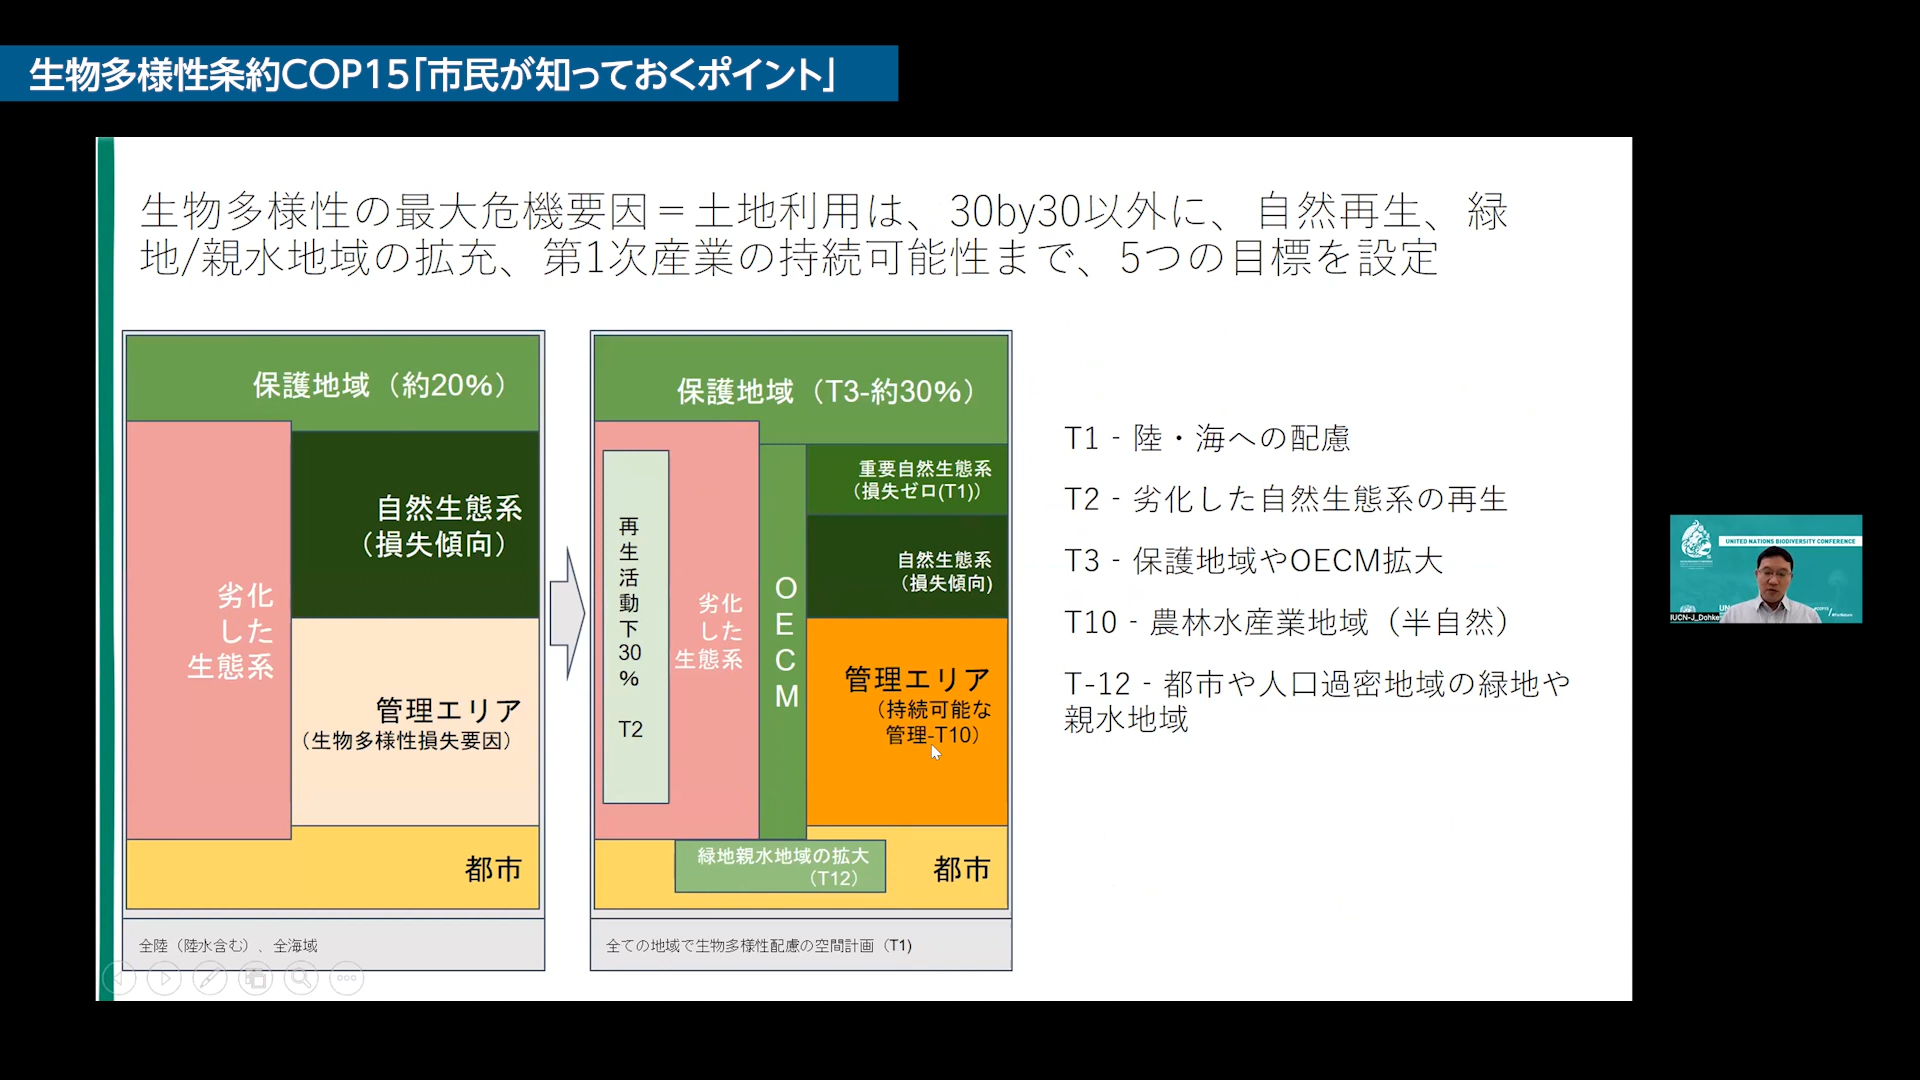 生物多様性条約COP15「市民が知っておくポイント」
生物多様性の最大危機要因＝土地利用は、30by30以外に、自然再生、緑
地/親水地域の拡充、第1次産業の持続可能性まで、5つの目標を設定
保護地域（約20%）
自然生態系
（損失傾向）
劣化
した
生態系
管理エリア
（生物多様性損失要因）
都市
全陸（陸水含む）、全海域
保護地域（T3-約30%）
重要自然生態系
（損失ゼロ(T1)）
再生活動下30% T2
劣化
した
生態系
OECM
自然生態系
（損失傾向)
管理エリア
（持続可能な
管理-T10）
緑地親水地域の拡大
（T12）
都市
全ての地域で生物多様性配慮の空間計画（T1)
T1 - 陸・海への配慮
T2 - 劣化した自然生態系の再生
T3 - 保護地域やOECM拡大
T10 - 農林水産業地域（半自然）
T-12 - 都市や人口過密地域の緑地や
親水地域
UNITED NATIONS BIODIVERSITY CONFERENCE
IUCN-J_Dohke